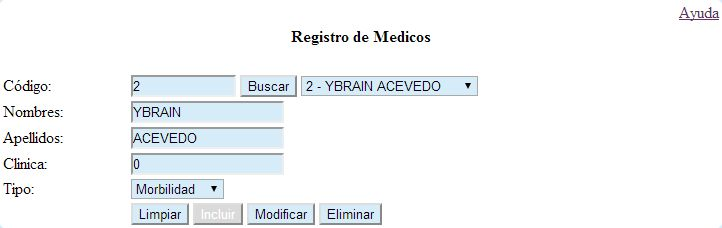 Ayuda
Registro de Medicos
Código: 2 Buscar 2 - YBRAIN ACEVEDO
Nombres: YBRAIN
Apellidos: ACEVEDO
Clinica: 0
Tipo: Morbilidad
Limpiar Incluir Modificar Eliminar